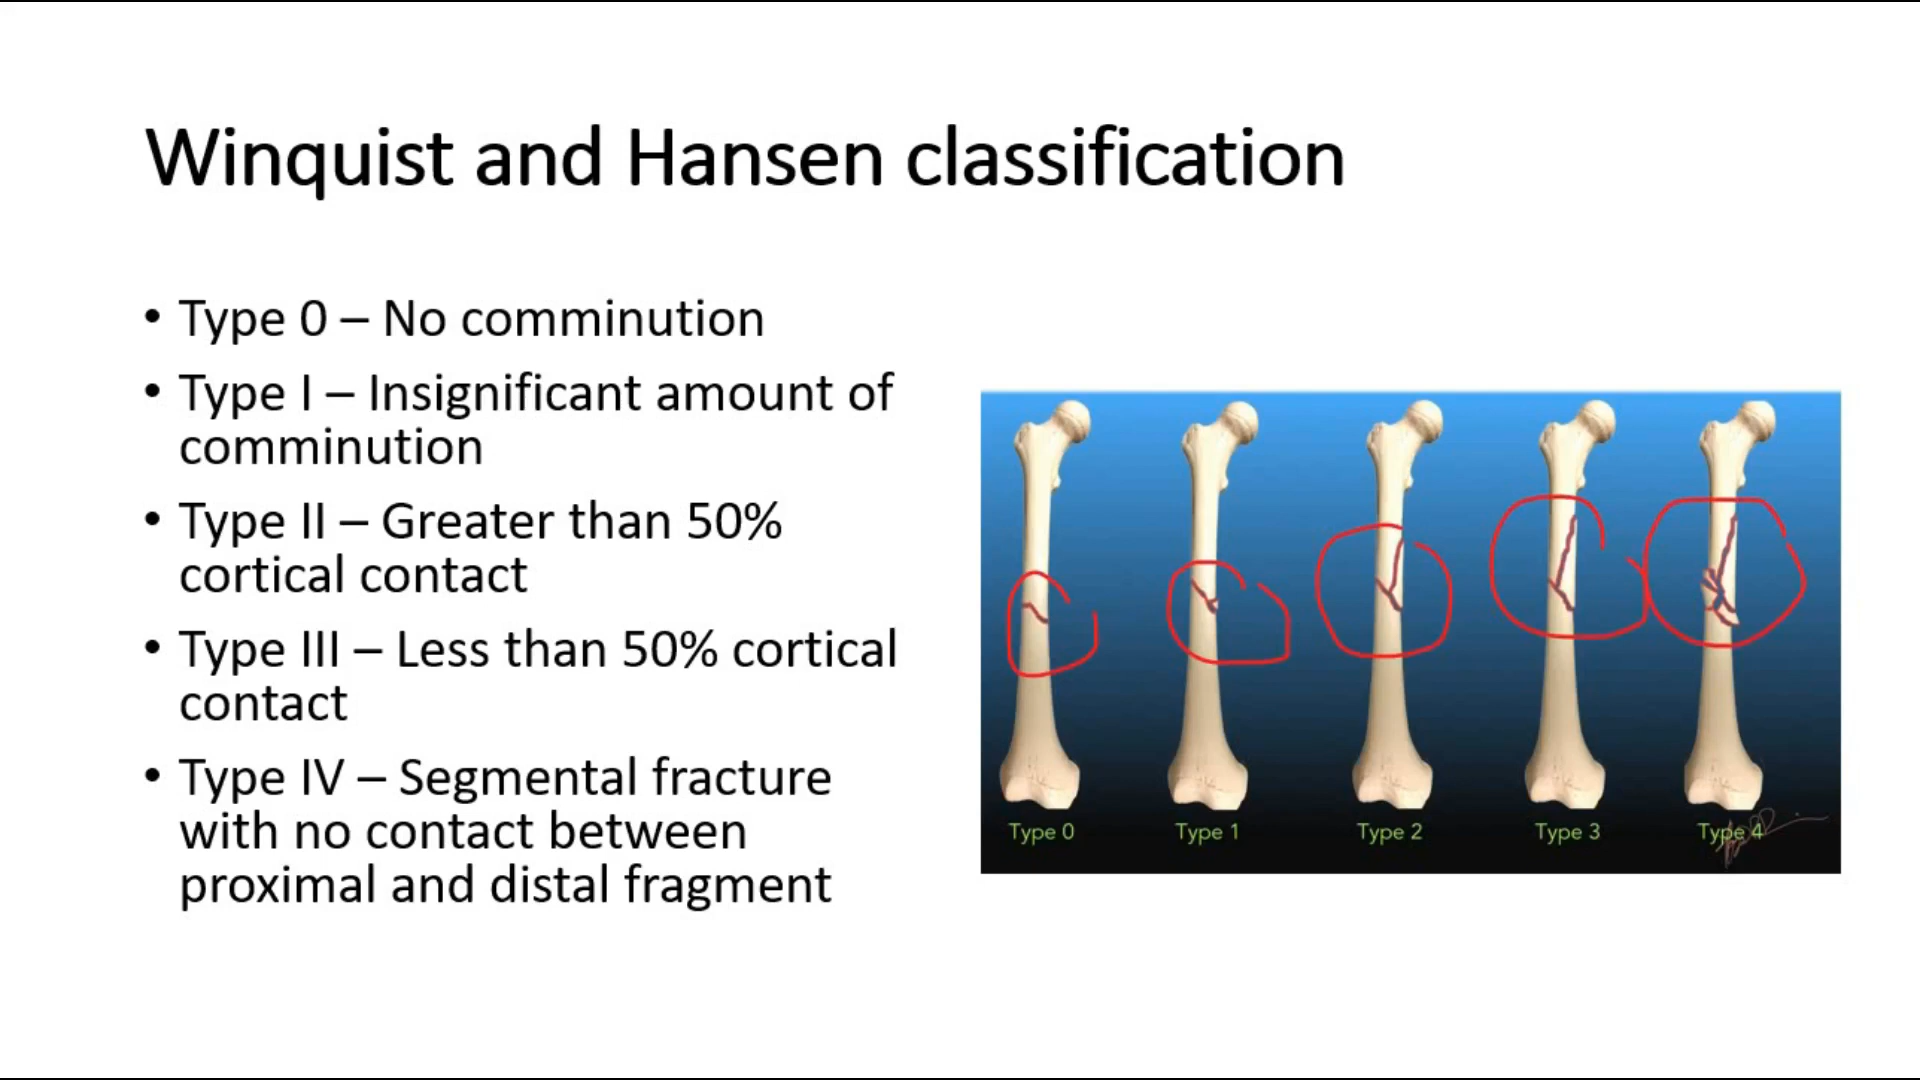 Winquist and Hansen classification
• Type 0 – No comminution
• Type I – Insignificant amount of
comminution
• Type II – Greater than 50%
cortical contact
• Type III – Less than 50% cortical
contact
• Type IV – Segmental fracture
with no contact between
proximal and distal fragment
Type 0 Type 1 Type 2 Type 3 Type 4